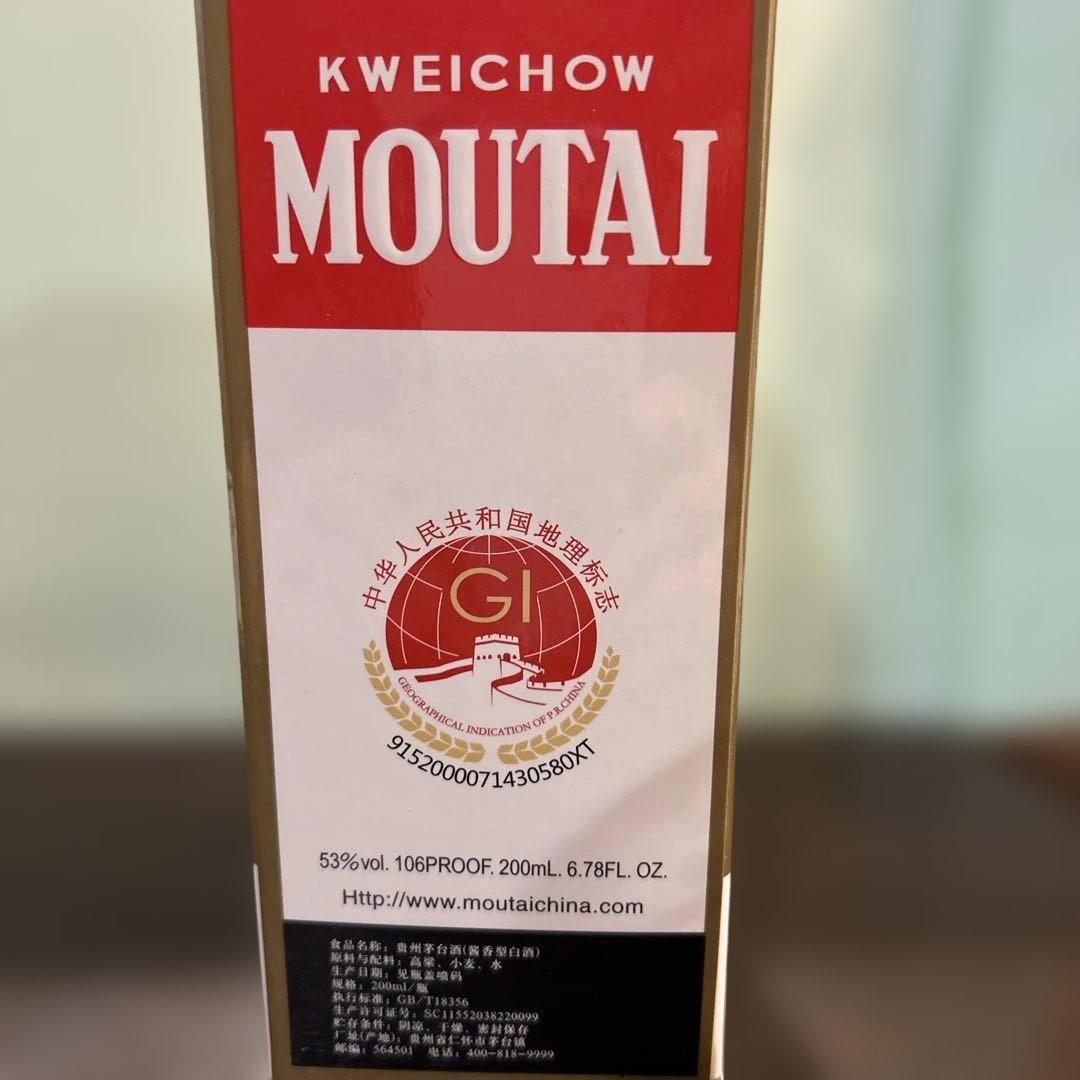 KWEICHOW
MOUTAI
中华人民共和国地理标志
GI
GEOGRAPHICAL INDICATION OF P.R.CHINA
9152000071430580XT
53%vol. 106PROOF. 200mL. 6.78FL. OZ.
Http://www.moutaichina.com
食品名称：贵州茅台酒(酱香型白酒)
原料与配料：高粱、小麦、水
生产日期：见瓶盖喷码
规格：200ml/瓶
执行标准：GB/T18356
生产许可证号：SC11552038220099
贮存条件：阴凉、干燥、密封保存
厂址(产地)：贵州省仁怀市茅台镇
邮编：564501 电话：400-818-9999